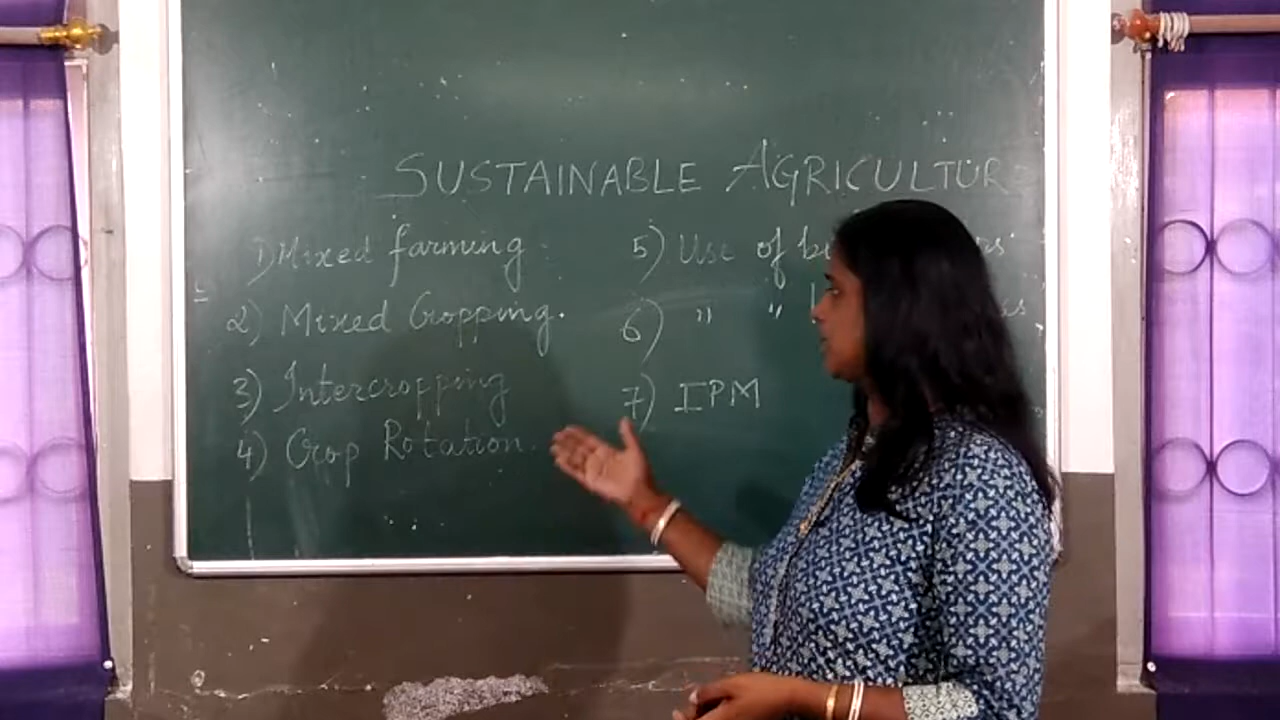 SUSTAINABLE AGRICULTUR
1) Mixed farming
2) Mixed Cropping.
3) Intercropping
4) Crop Rotation.
5) Use of
6) " "
7) IPM